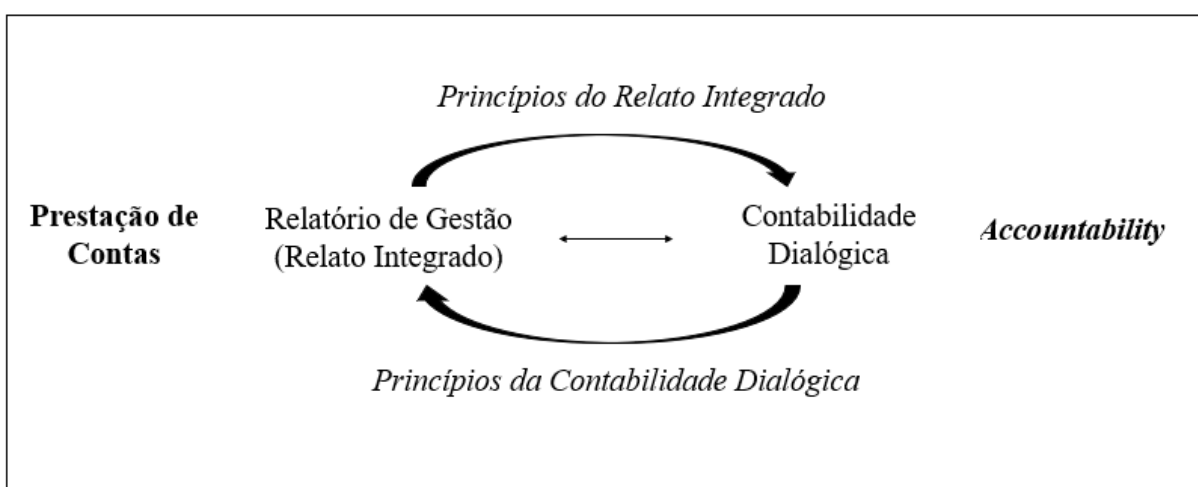 Princípios do Relato Integrado
Prestação de
Contas
Relatório de Gestão
(Relato Integrado)
Contabilidade
Dialógica
Accountability
Princípios da Contabilidade Dialógica